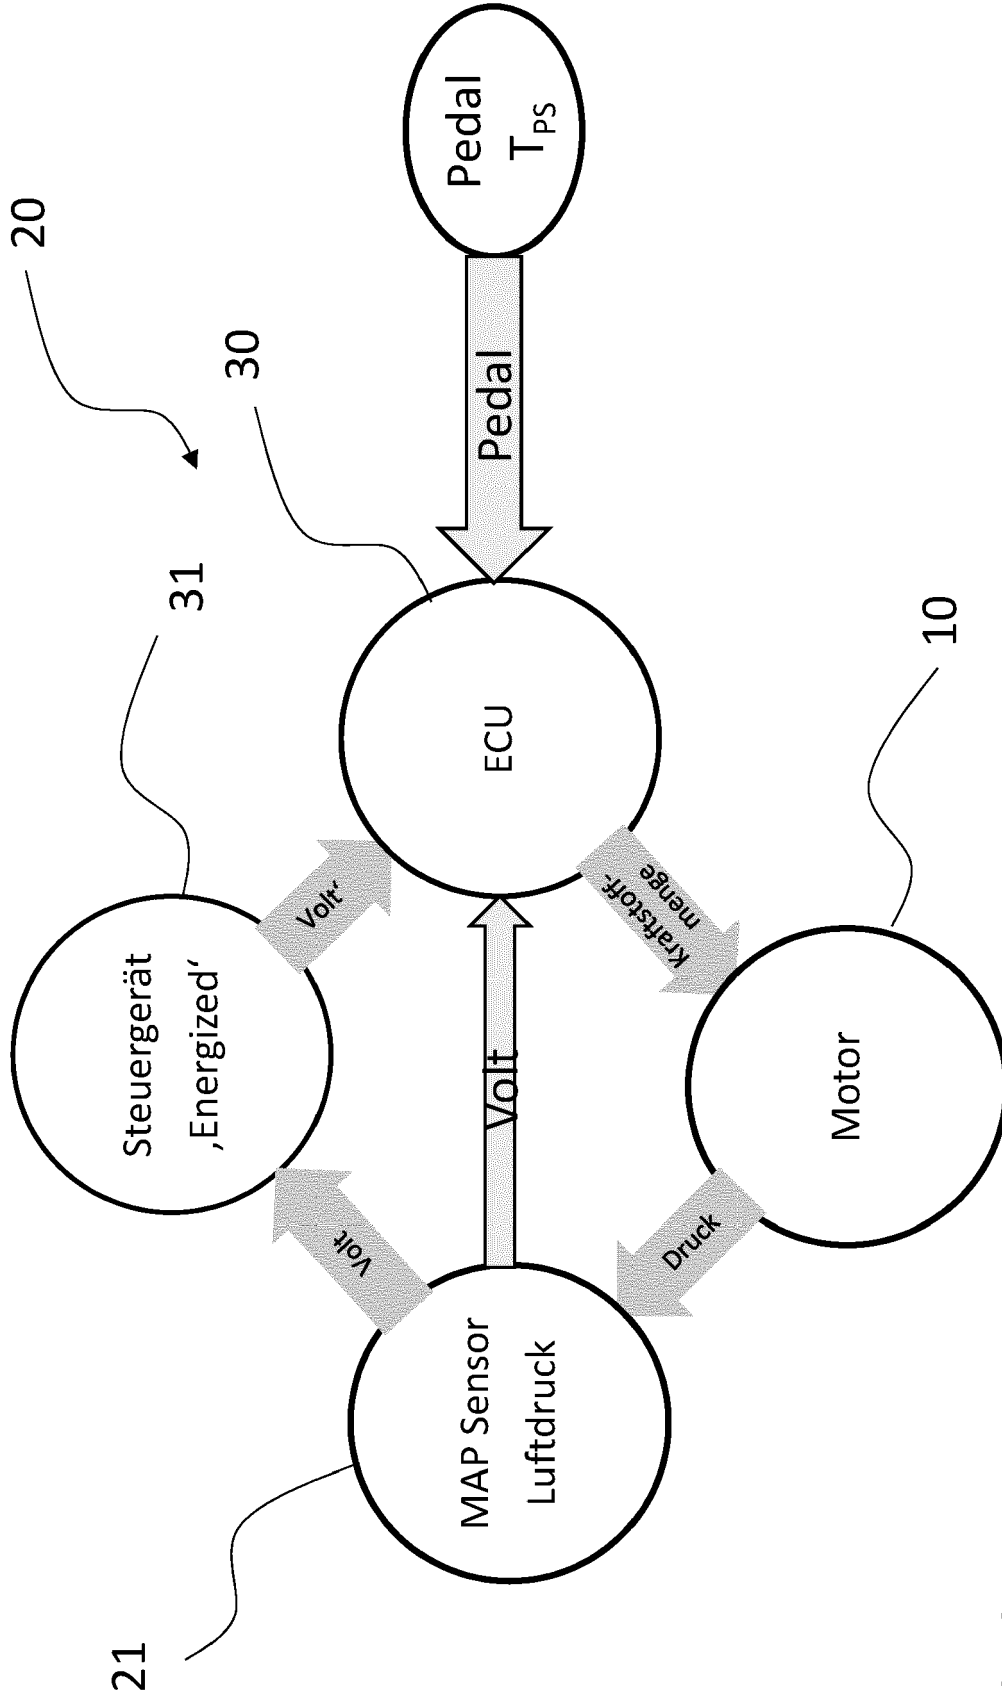 20
21
31
Steuergerät
‚Energized‘
30
Volt
Volt‘
MAP Sensor
Luftdruck
Volt
ECU
Pedal
Pedal
T_PS
Druck
Kraftstoff-
menge
Motor
10